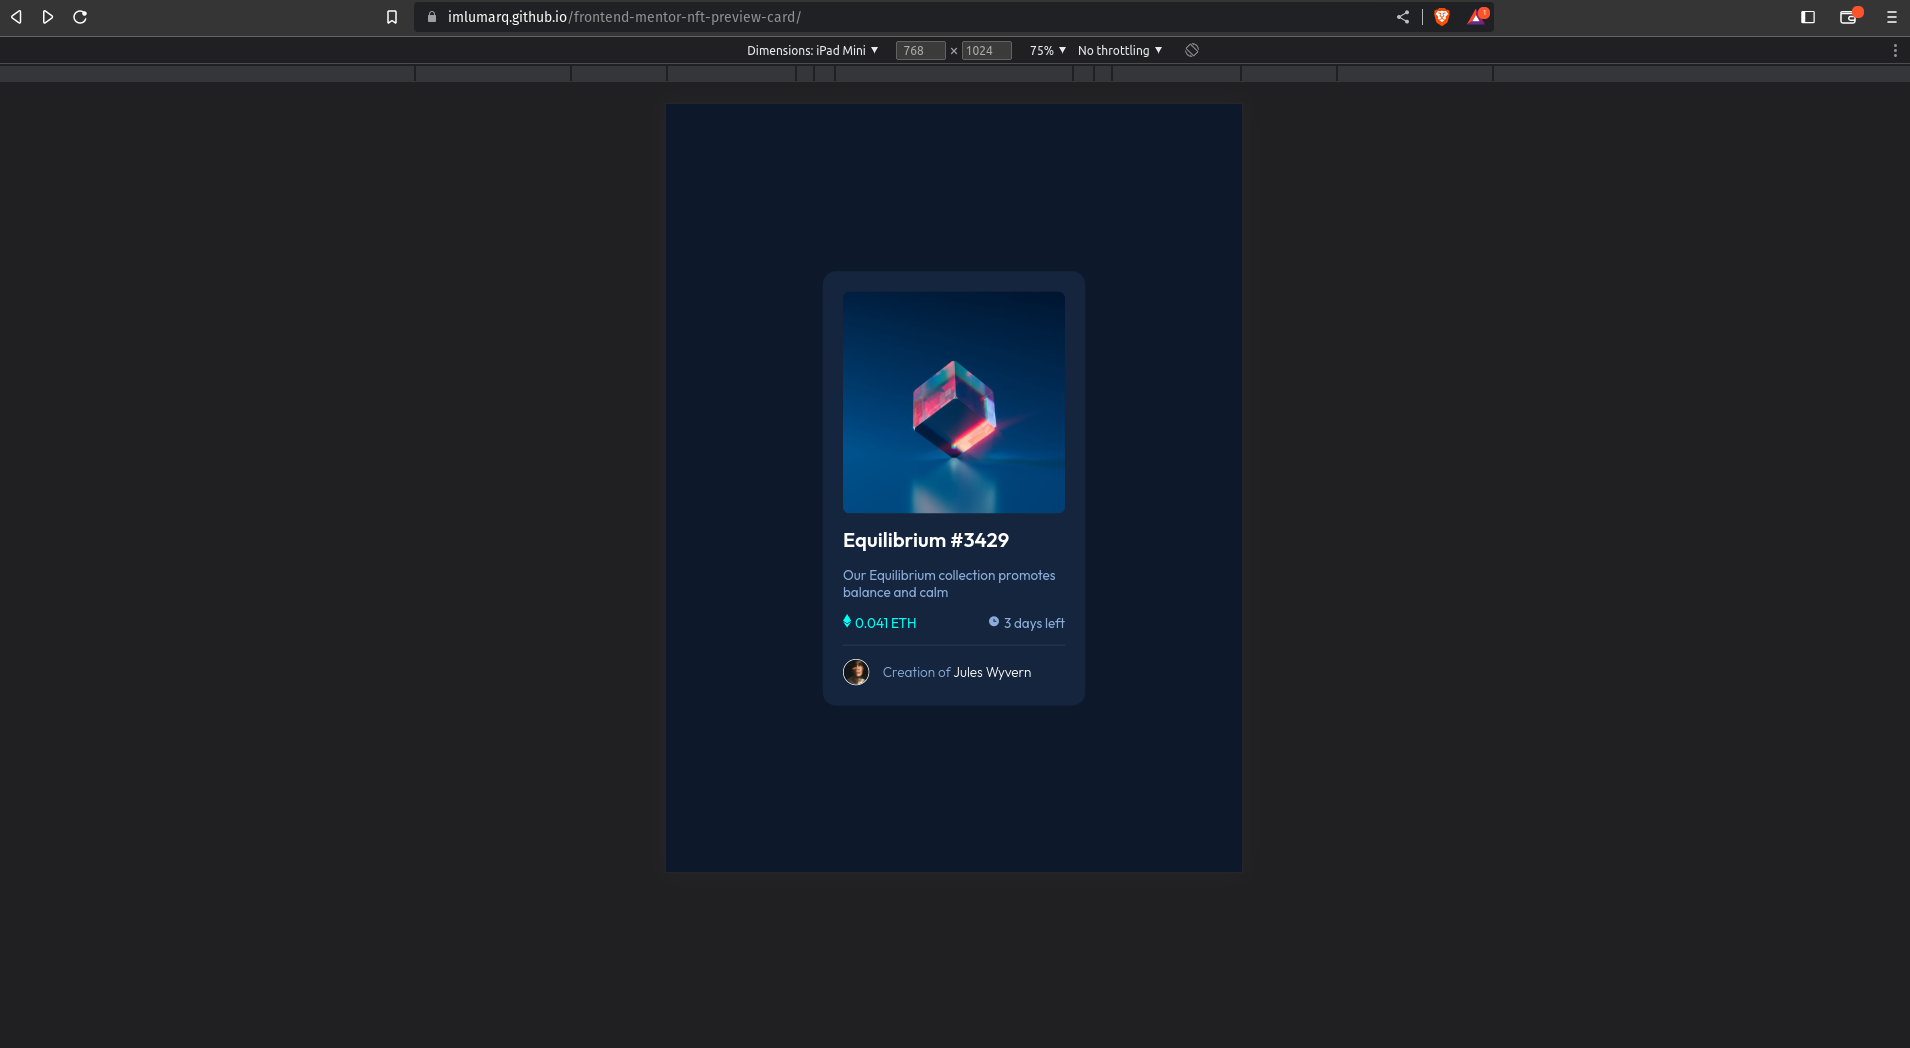 imlumarq.github.io/frontend-mentor-nft-preview-card/
1
Dimensions: iPad Mini 768 × 1024 75% No throttling
Equilibrium #3429
Our Equilibrium collection promotes
balance and calm
0.041 ETH 3 days left
Creation of Jules Wyvern